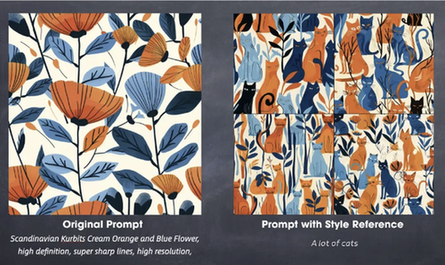 Original Prompt
Scandinavian Kurbits Cream Orange and Blue Flower,
high definition, super sharp lines, high resolution,
Prompt with Style Reference
A lot of cats